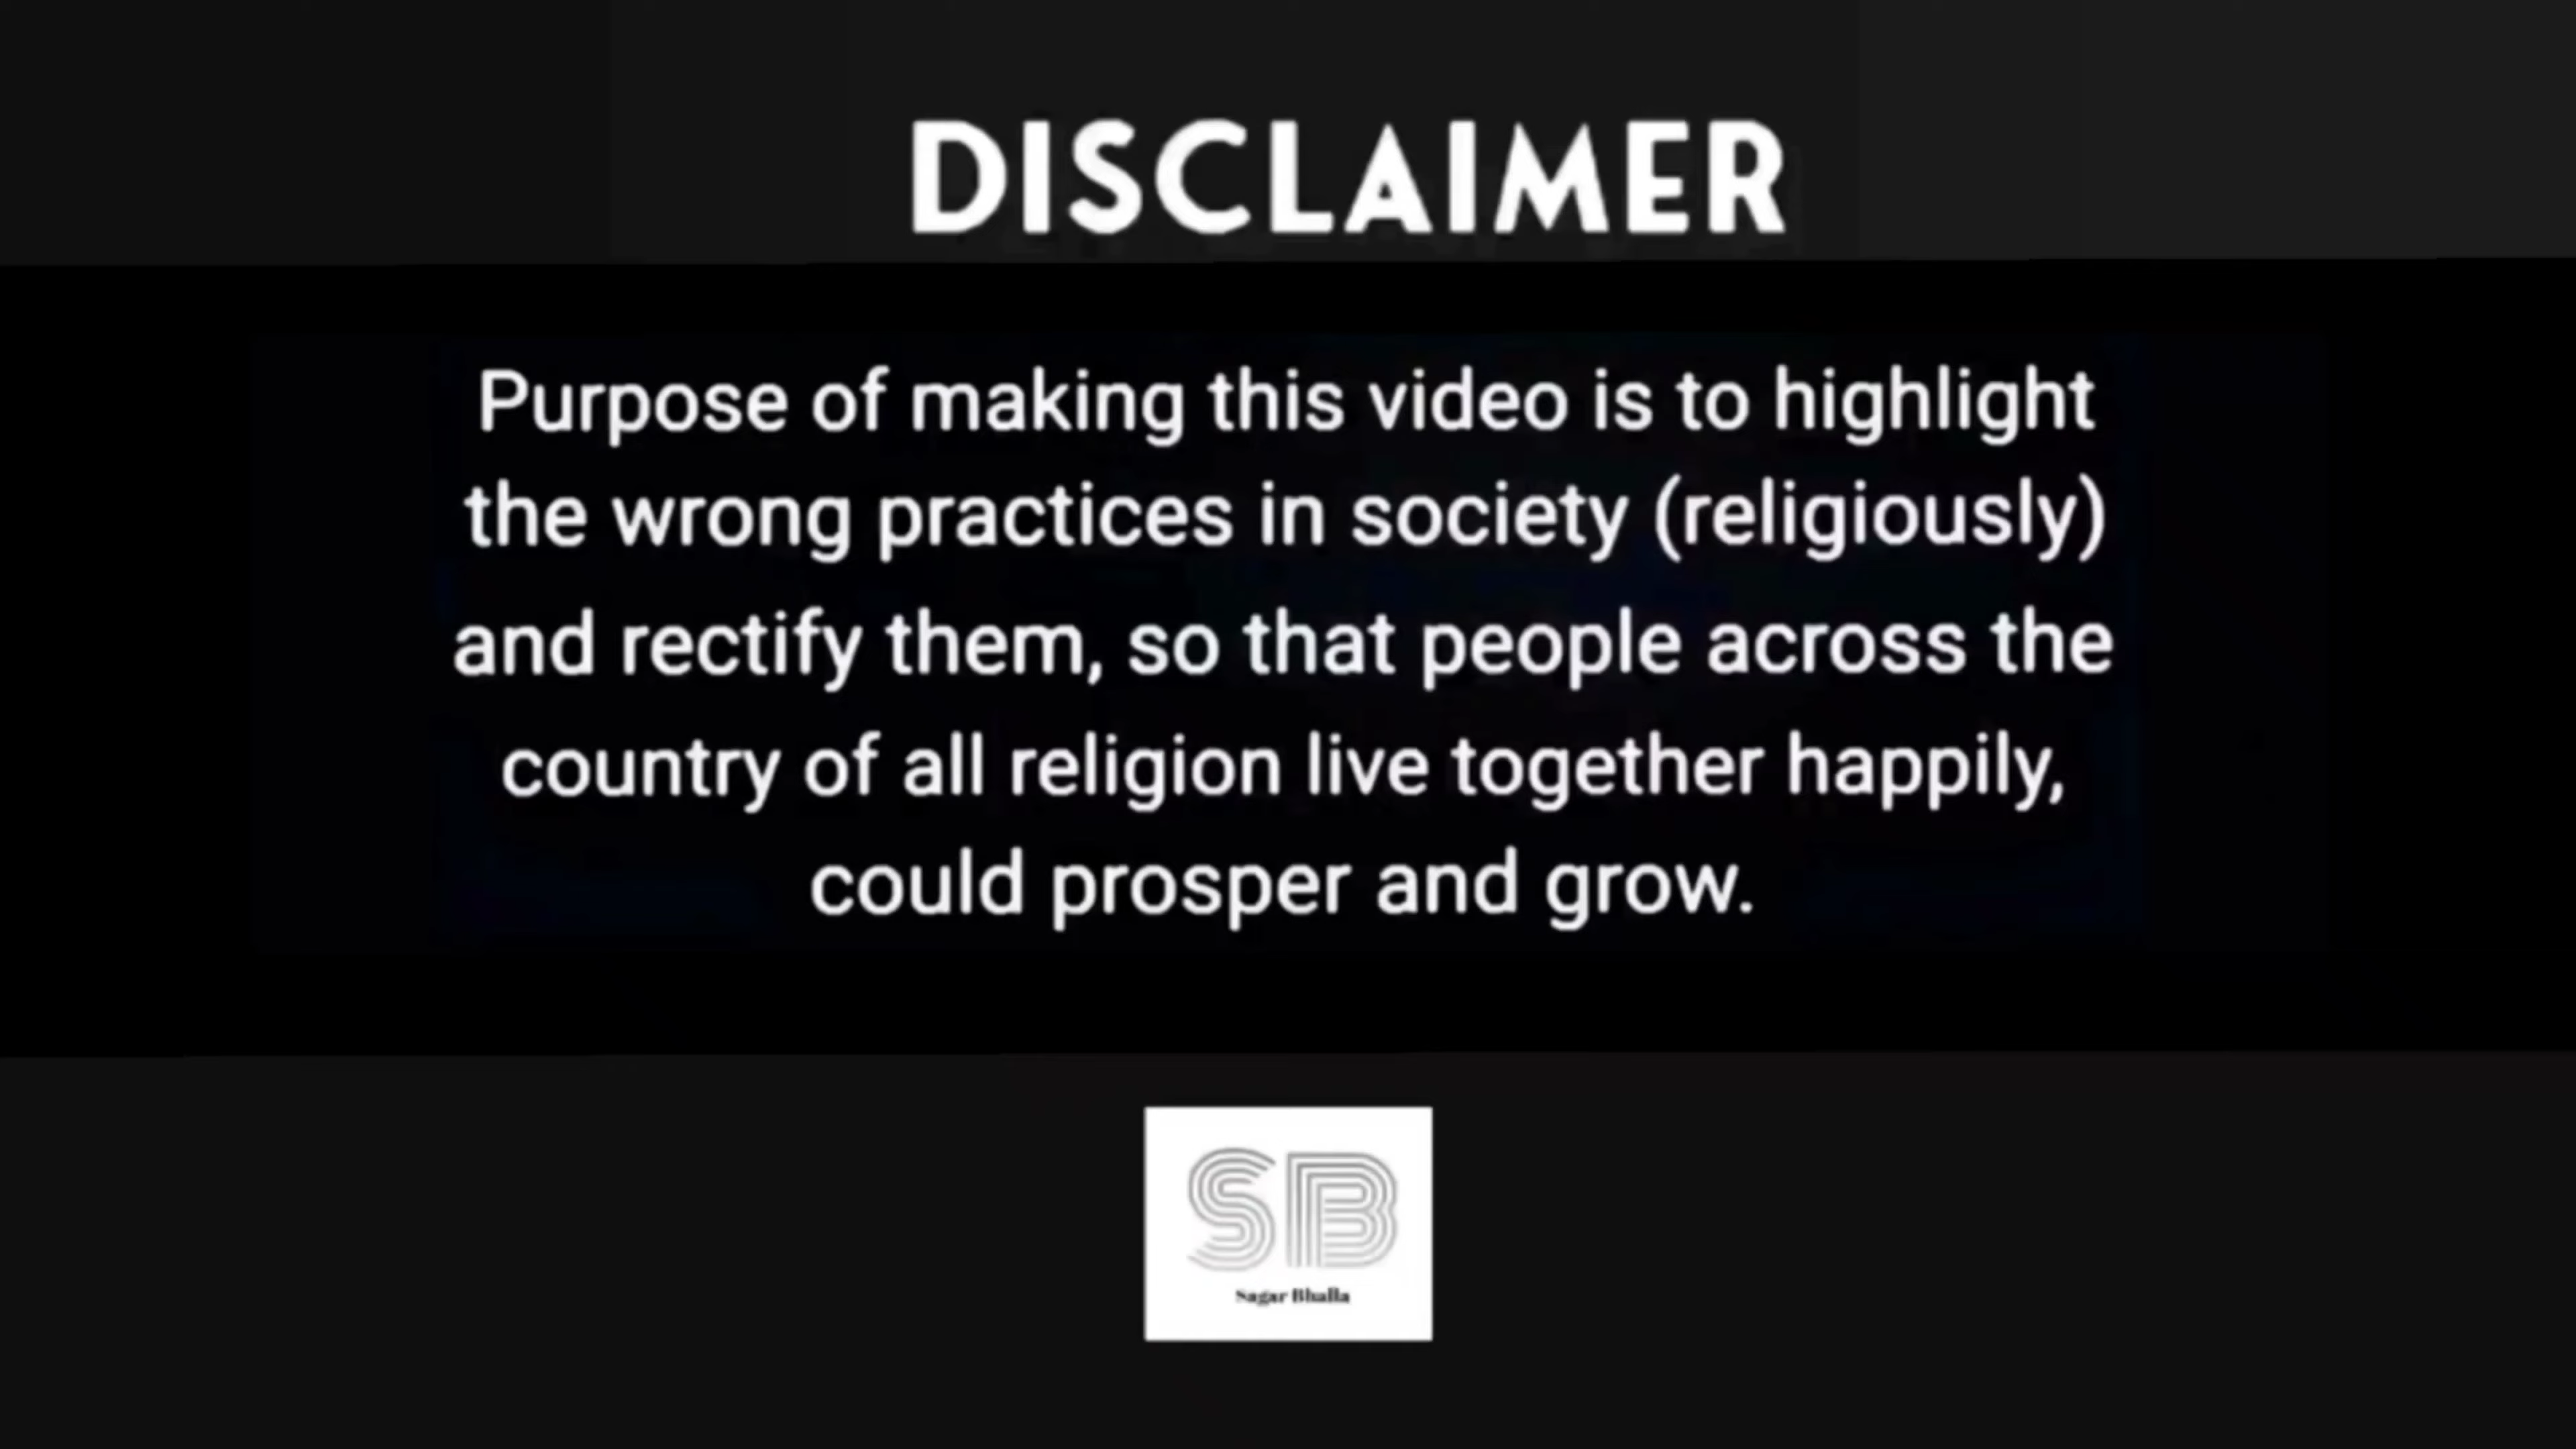 DISCLAIMER
Purpose of making this video is to highlight
the wrong practices in society (religiously)
and rectify them, so that people across the
country of all religion live together happily,
could prosper and grow.
SB
Sagar Bhalla